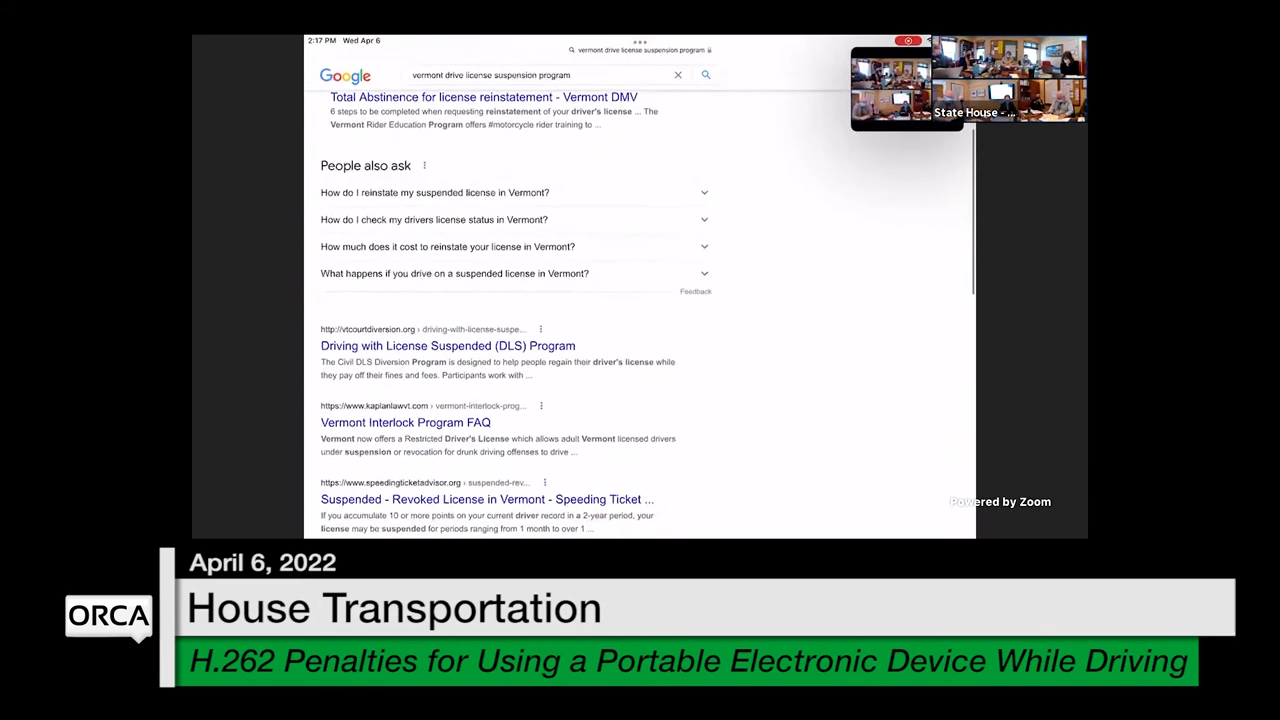 2:17 PM Wed Apr 6
vermont drive license suspension program
Google
vermont drive license suspension program
Total Abstinence for license reinstatement - Vermont DMV
6 steps to be completed when requesting reinstatement of your driver's license ... The
Vermont Rider Education Program offers #motorcycle rider training to ...
State House - ...
People also ask
How do I reinstate my suspended license in Vermont?
How do I check my drivers license status in Vermont?
How much does it cost to reinstate your license in Vermont?
What happens if you drive on a suspended license in Vermont?
Feedback
http://vtcourtdiversion.org › driving-with-license-suspe...
Driving with License Suspended (DLS) Program
The Civil DLS Diversion Program is designed to help people regain their driver's license while
they pay off their fines and fees. Participants work with ...
https://www.kaplanlawvt.com › vermont-interlock-prog...
Vermont Interlock Program FAQ
Vermont now offers a Restricted Driver's License which allows adult Vermont licensed drivers
under suspension or revocation for drunk driving offenses to drive ...
https://www.speedingticketadvisor.org › suspended-rev...
Suspended - Revoked License in Vermont - Speeding Ticket ...
If you accumulate 10 or more points on your current driver record in a 2-year period, your
license may be suspended for periods ranging from 1 month to over 1 ...
Powered by Zoom
April 6, 2022
ORCA
House Transportation
H.262 Penalties for Using a Portable Electronic Device While Driving